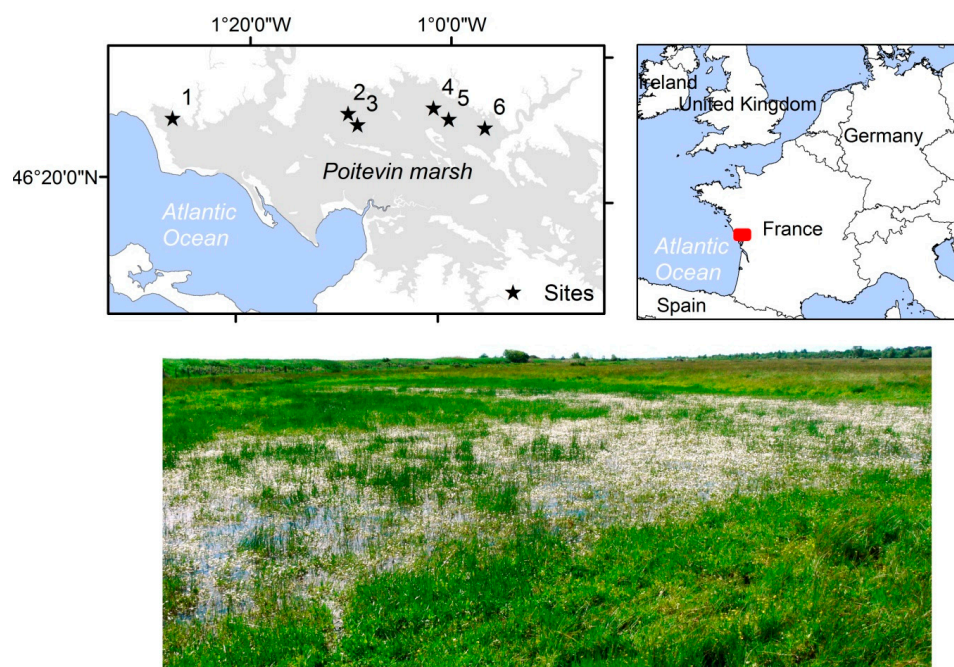 1°20'0"W
1°0'0"W
1
2
3
4
5
6
Poitevin marsh
46°20'0"N
Atlantic
Ocean
Sites
Ireland
United Kingdom
Germany
France
Atlantic
Ocean
Spain